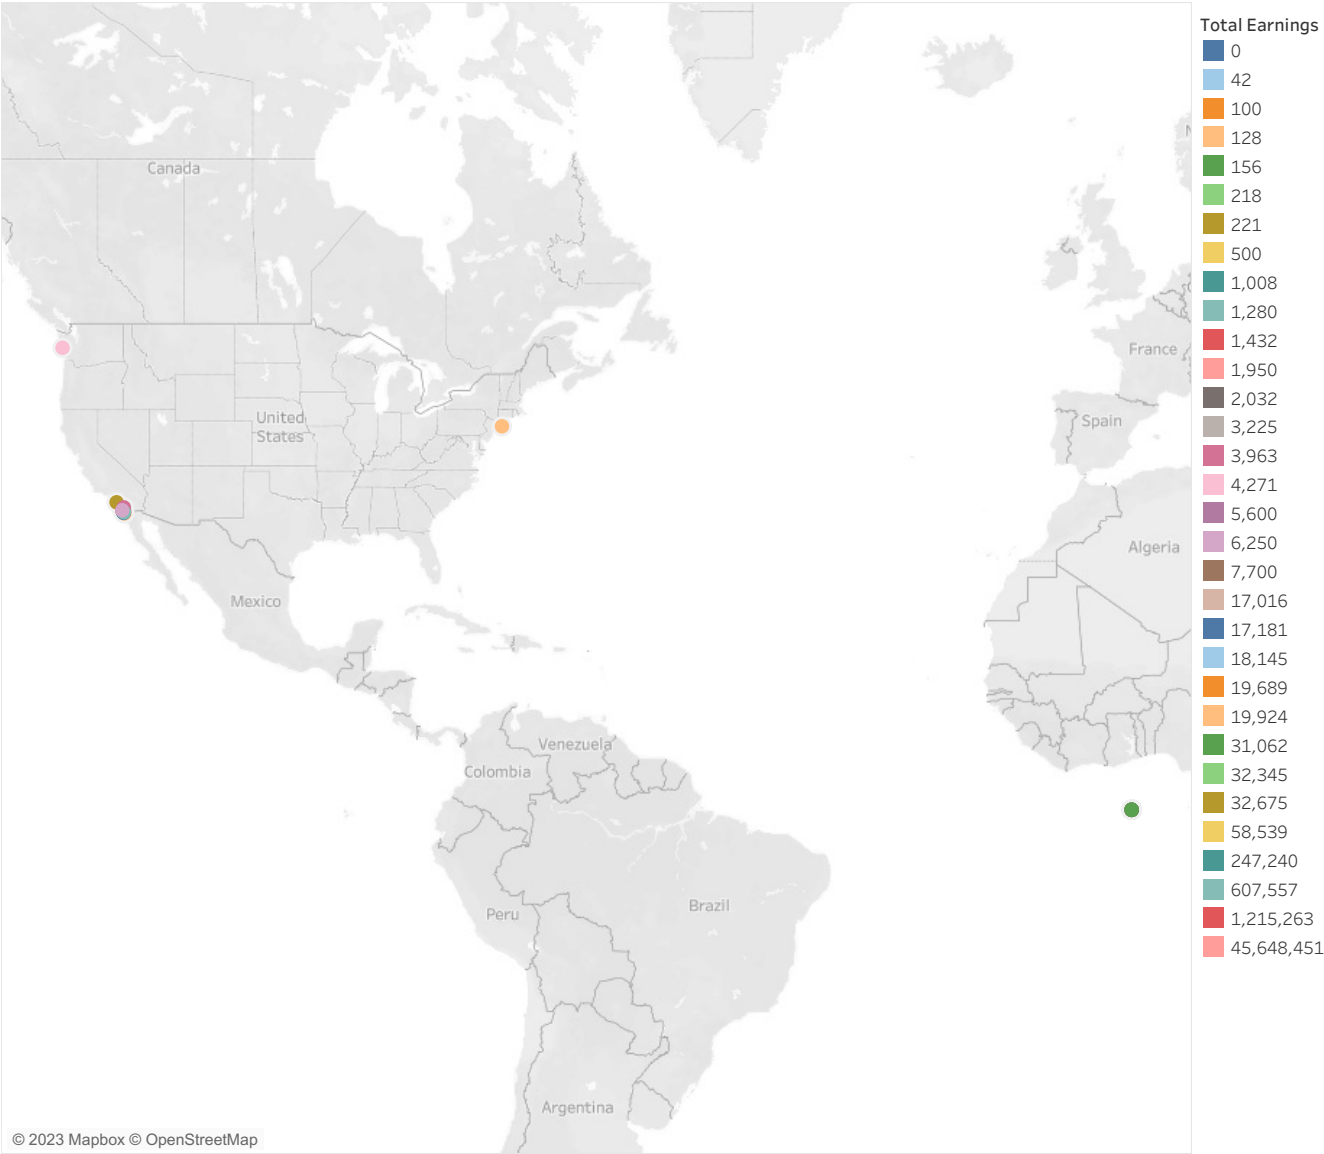 Canada
United
States
Mexico
Venezuela
Colombia
Peru
Brazil
Argentina
N
France
Spain
Algeria
© 2023 Mapbox © OpenStreetMap
Total Earnings
0
42
100
128
156
218
221
500
1,008
1,280
1,432
1,950
2,032
3,225
3,963
4,271
5,600
6,250
7,700
17,016
17,181
18,145
19,689
19,924
31,062
32,345
32,675
58,539
247,240
607,557
1,215,263
45,648,451